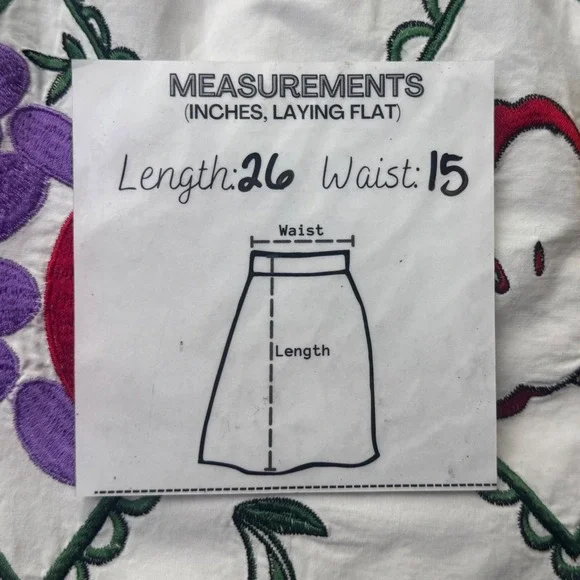 MEASUREMENTS
(INCHES, LAYING FLAT)
Length: 26 Waist: 15
Waist
Length